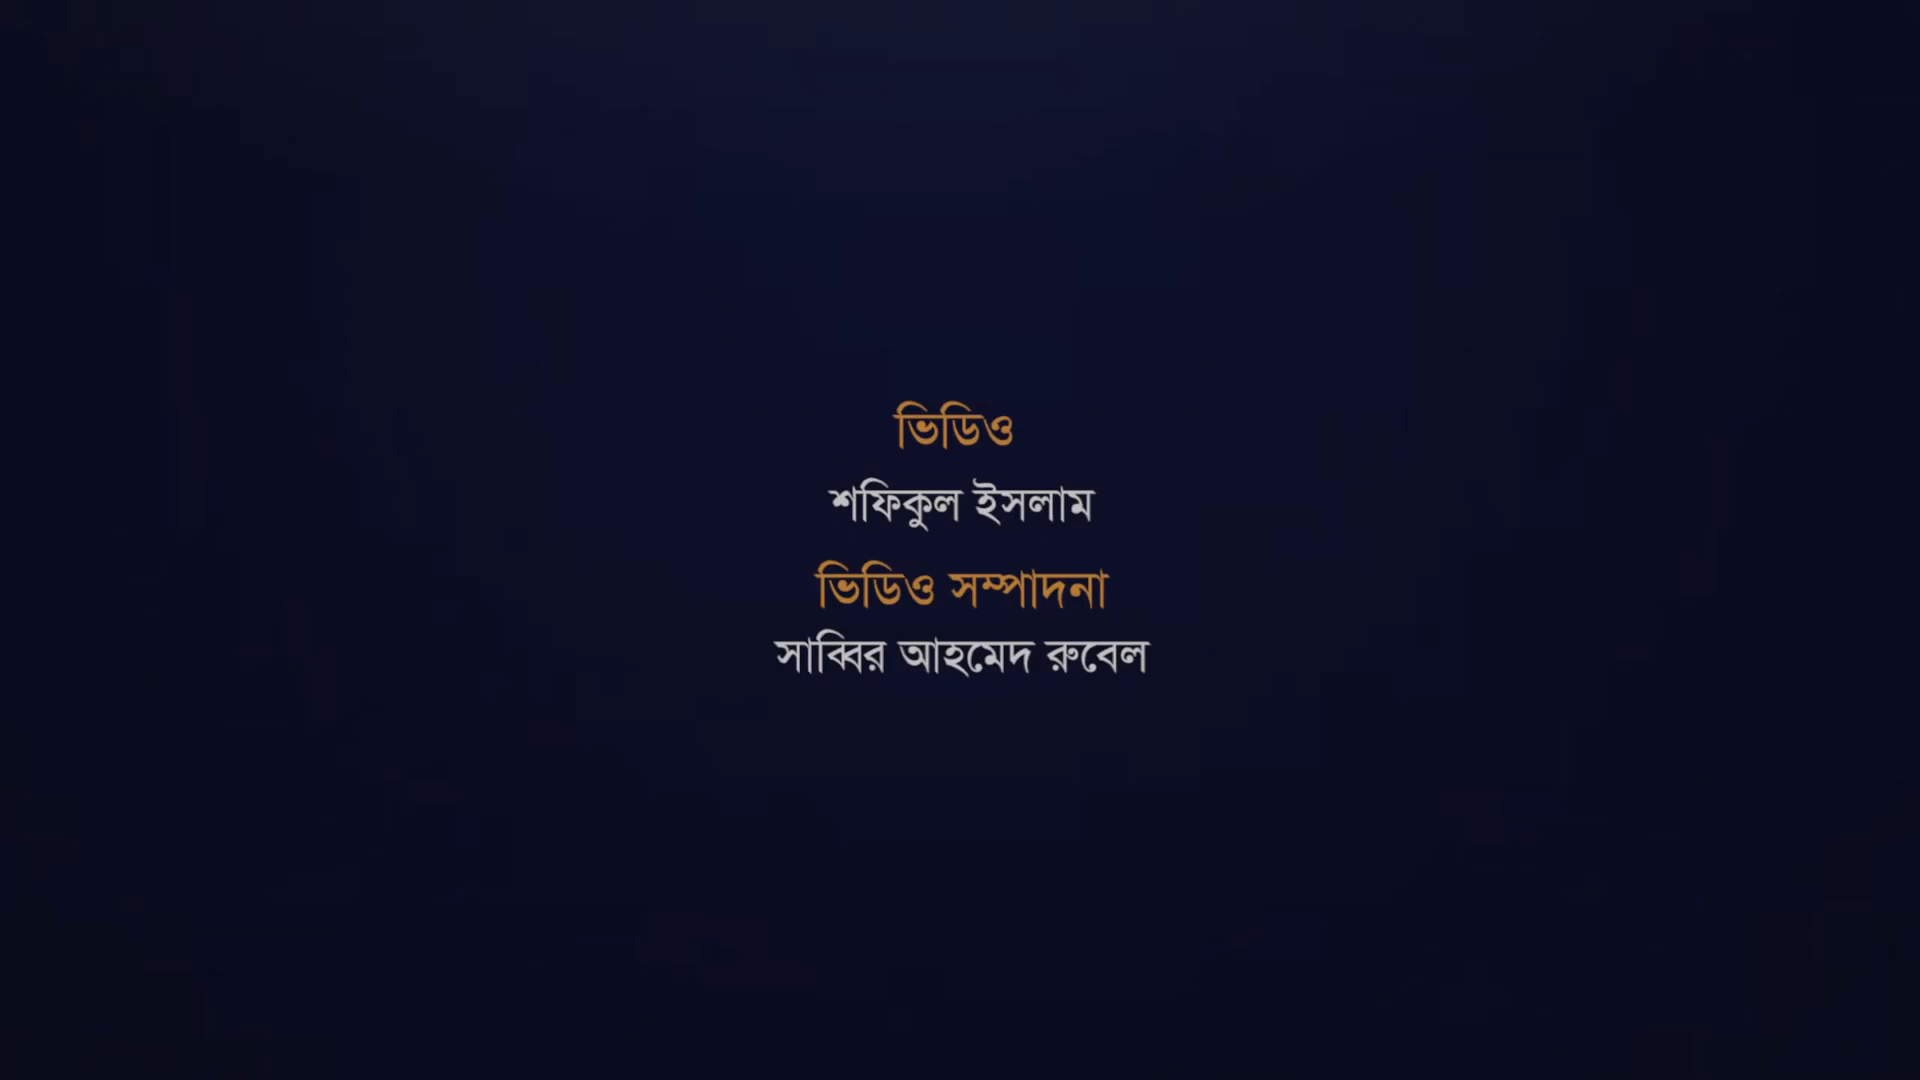 ভিডিও
শফিকুল ইসলাম
ভিডিও সম্পাদনা
সাব্বির আহমেদ রুবেল